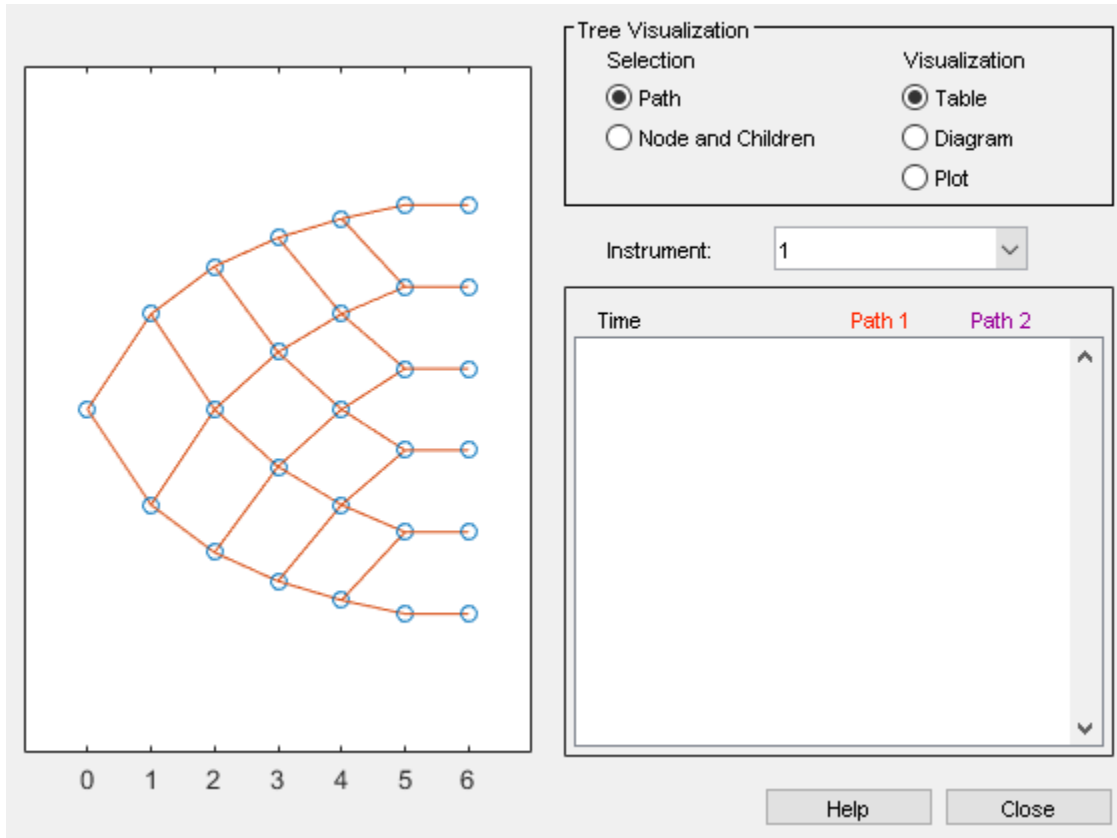 Tree Visualization
Selection Visualization
Path Table
Node and Children Diagram
Plot
Instrument: 1
Time Path 1 Path 2
0 1 2 3 4 5 6
Help Close